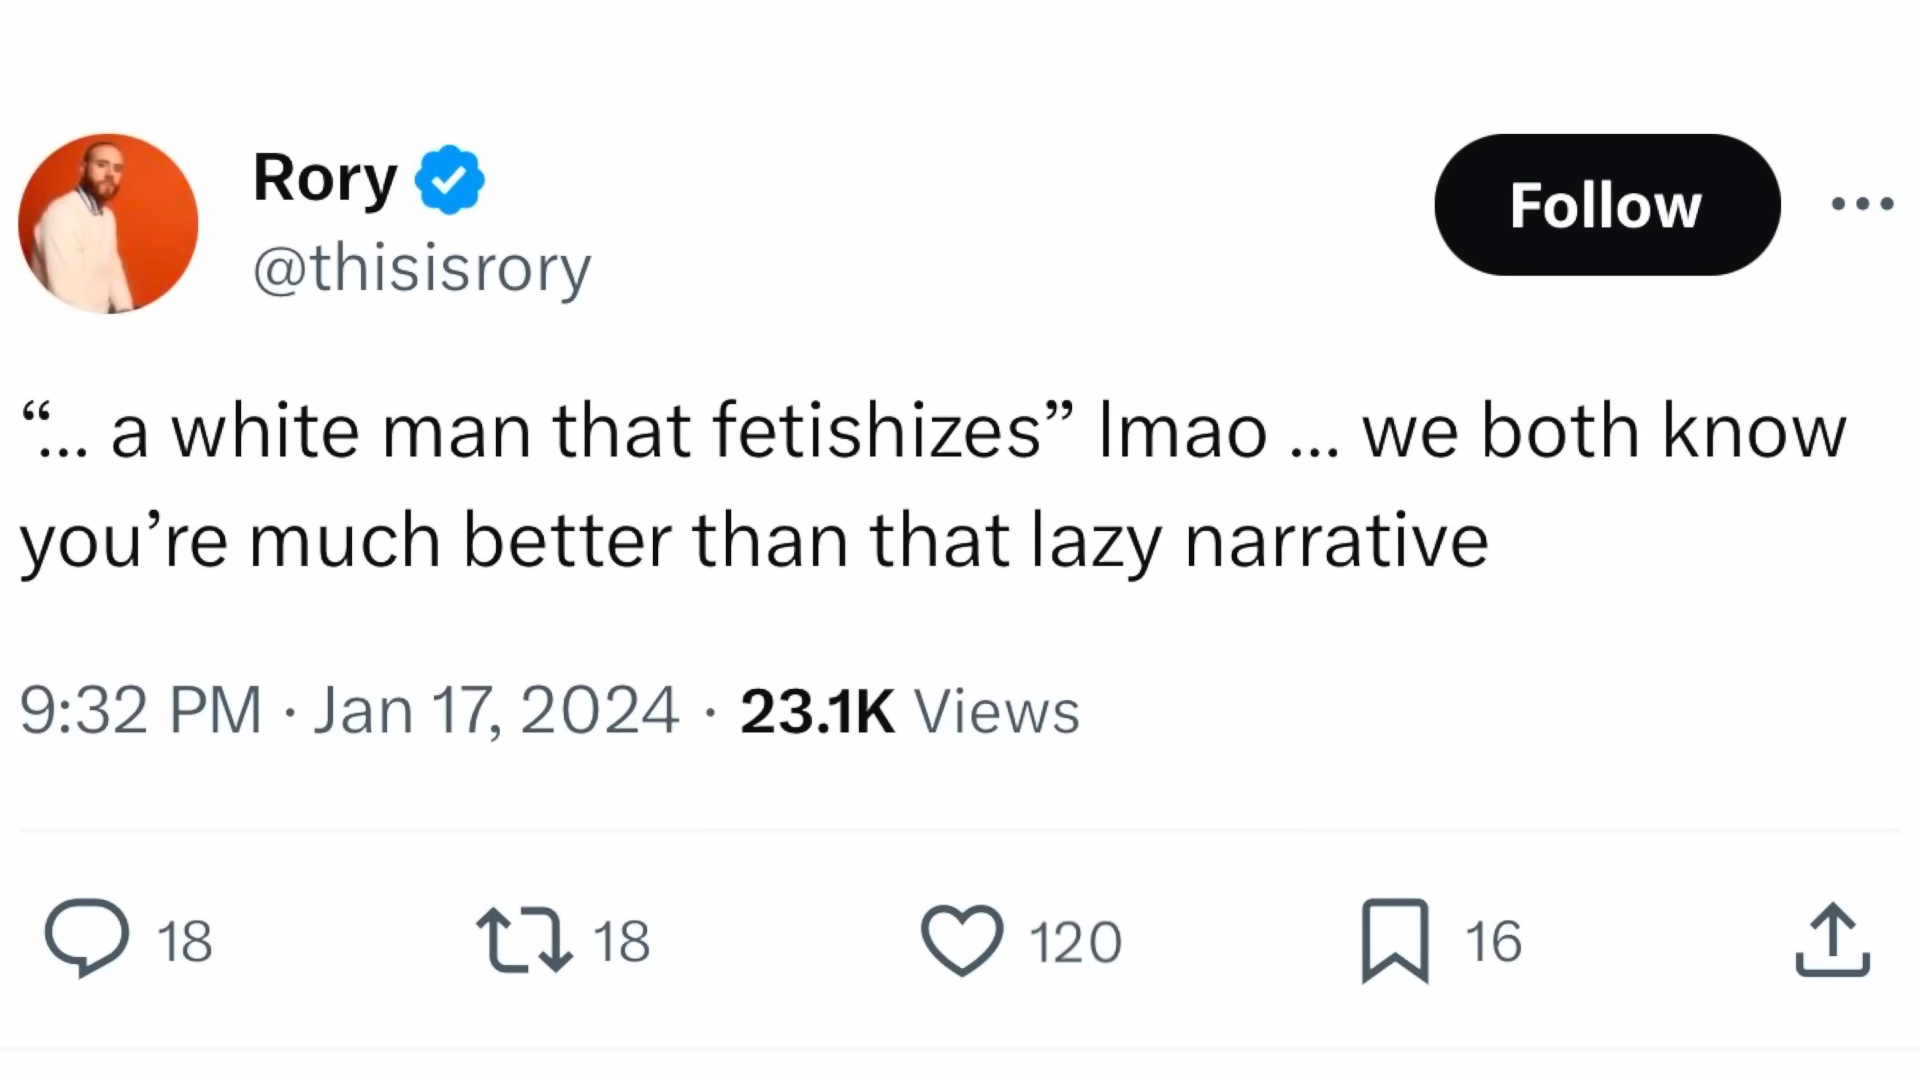 Rory
@thisisrory
Follow
“... a white man that fetishizes” lmao ... we both know
you’re much better than that lazy narrative
9:32 PM · Jan 17, 2024 · 23.1K Views
18 18 120 16